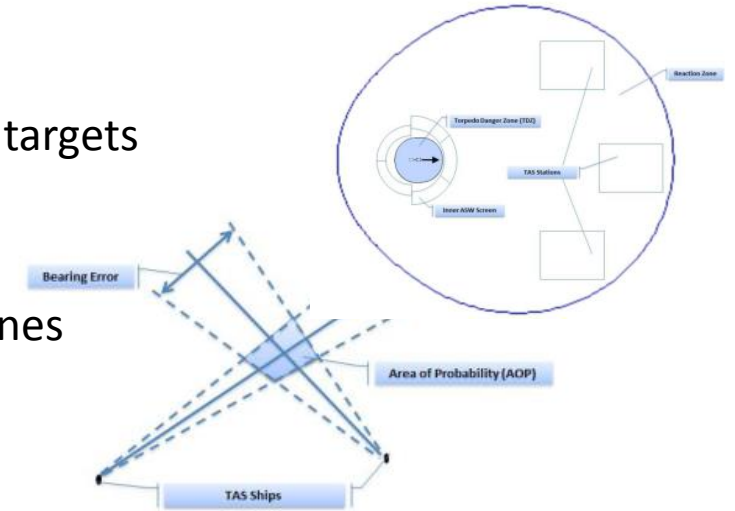 Reaction Zone
targets
Torpedo Danger Zone (TDZ)
TAS Stations
Inner ASW Screen
Bearing Error
nes
Area of Probability (AOP)
TAS Ships